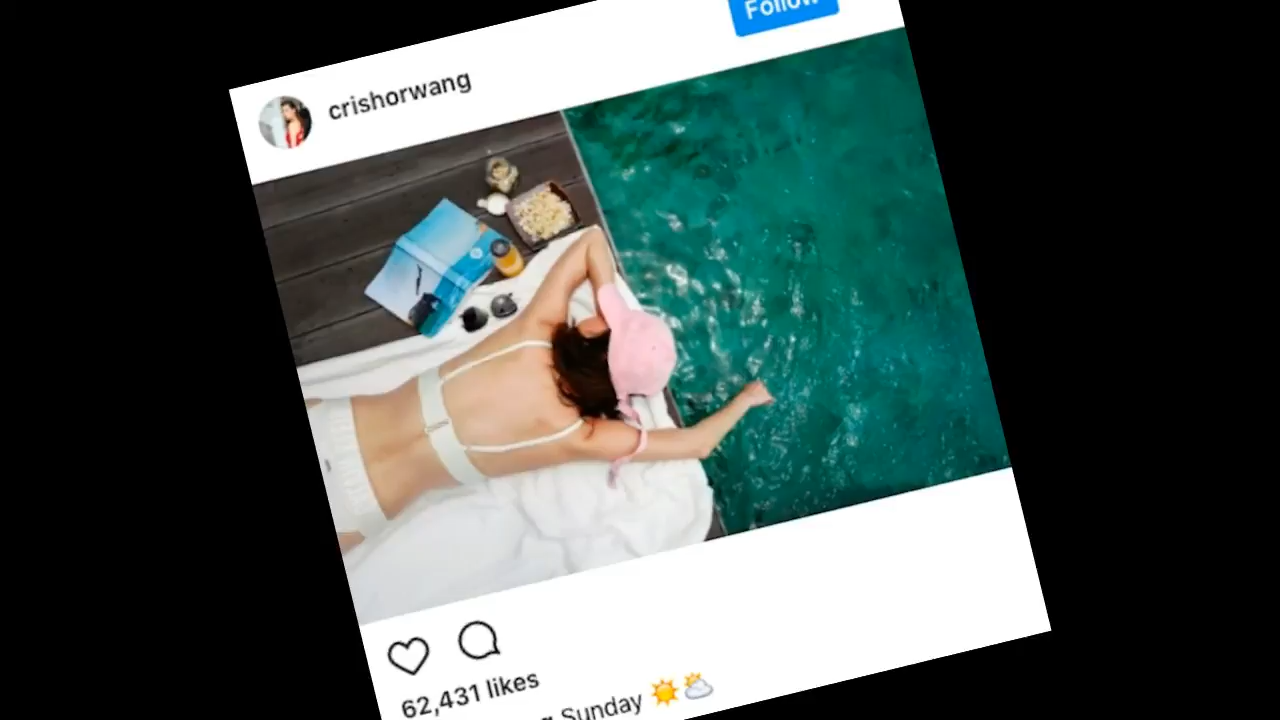 Follow
crishorwang
62,431 likes
Sunday ☀️🌥️